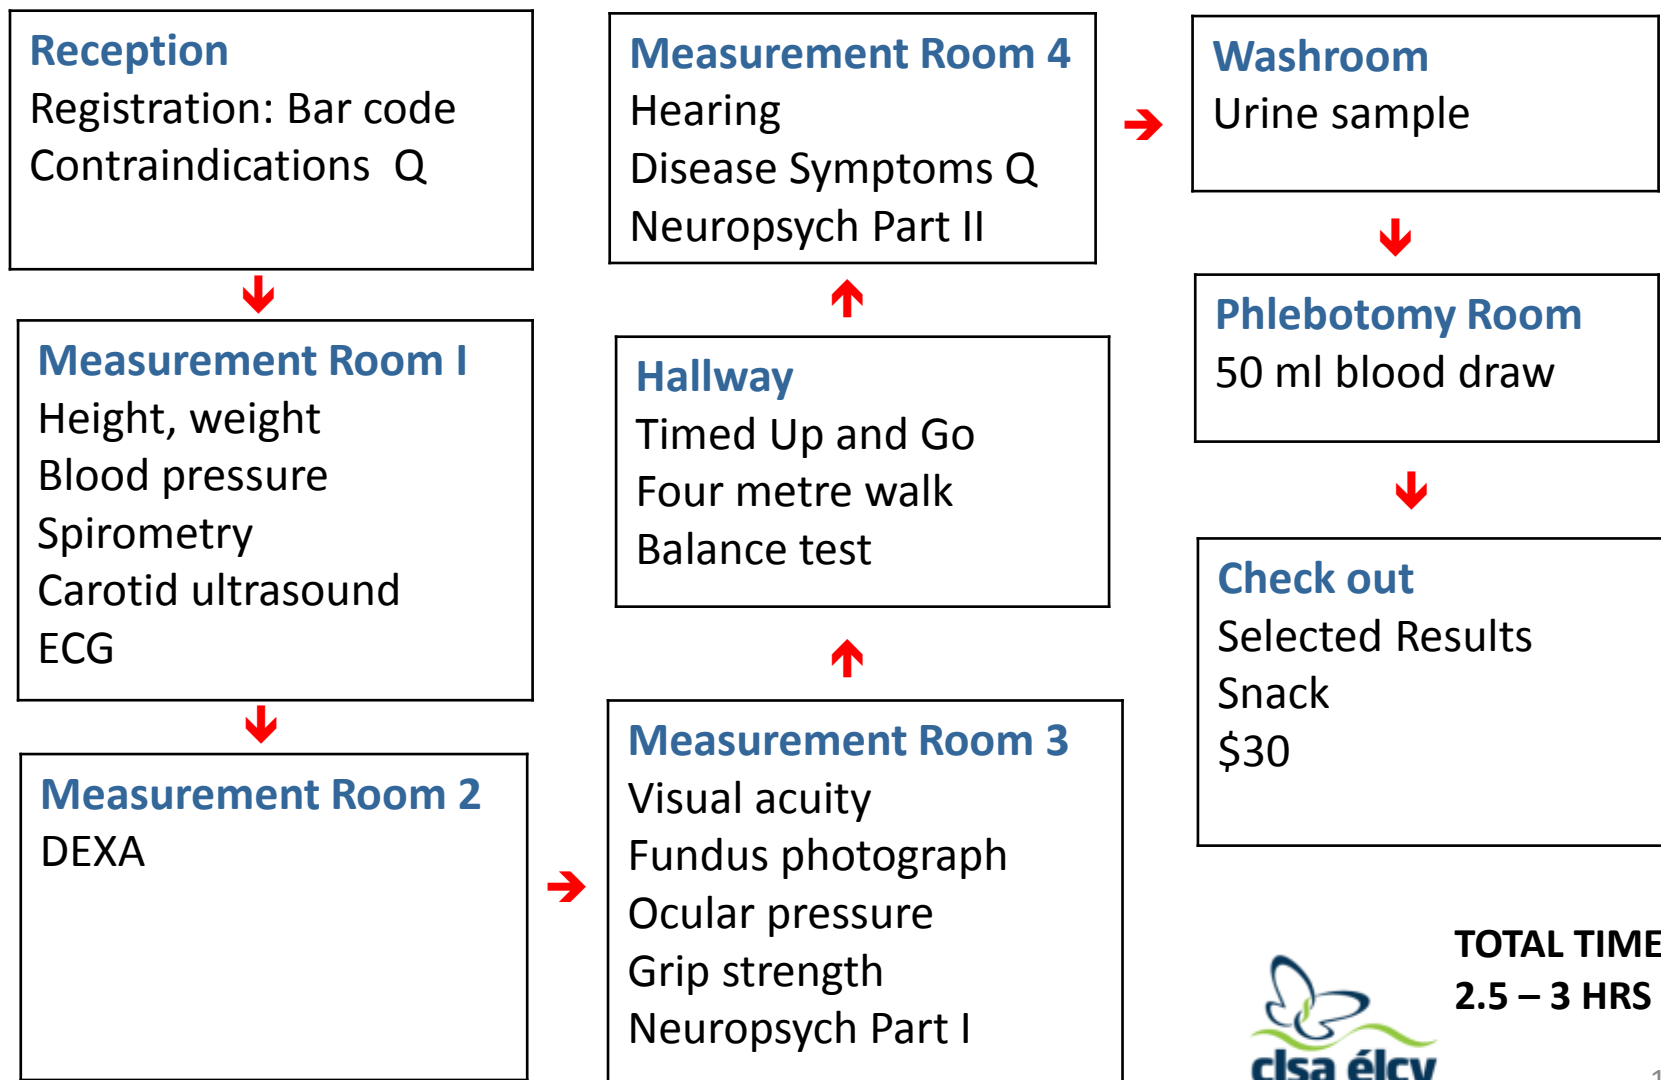 Reception
Registration: Bar code
Contraindications Q
Measurement Room I
Height, weight
Blood pressure
Spirometry
Carotid ultrasound
ECG
Measurement Room 2
DEXA
Measurement Room 3
Visual acuity
Fundus photograph
Ocular pressure
Grip strength
Neuropsych Part I
Hallway
Timed Up and Go
Four metre walk
Balance test
Measurement Room 4
Hearing
Disease Symptoms Q
Neuropsych Part II
Washroom
Urine sample
Phlebotomy Room
50 ml blood draw
Check out
Selected Results
Snack
$30
TOTAL TIME
2.5 – 3 HRS
clsa élcv